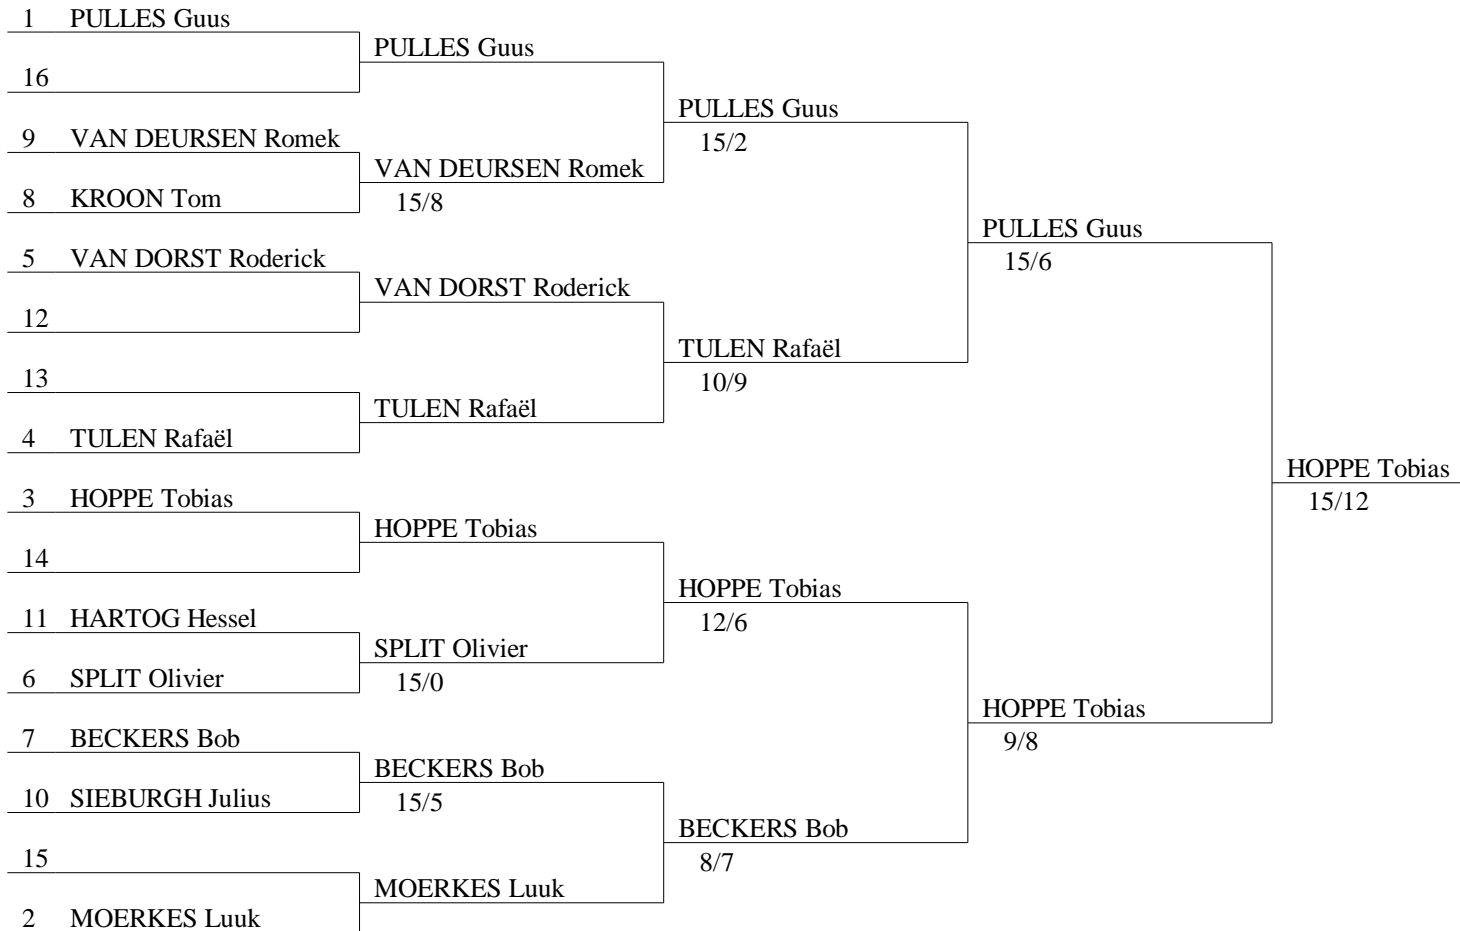 1 PULLES Guus
PULLES Guus
16
PULLES Guus
15/2
9 VAN DEURSEN Romek
VAN DEURSEN Romek
15/8
8 KROON Tom
PULLES Guus
15/6
5 VAN DORST Roderick
VAN DORST Roderick
12
TULEN Rafaël
10/9
13
TULEN Rafaël
4 TULEN Rafaël
HOPPE Tobias
15/12
3 HOPPE Tobias
HOPPE Tobias
14
HOPPE Tobias
12/6
11 HARTOG Hessel
SPLIT Olivier
15/0
6 SPLIT Olivier
HOPPE Tobias
9/8
7 BECKERS Bob
BECKERS Bob
15/5
10 SIEBURGH Julius
BECKERS Bob
8/7
15
MOERKES Luuk
2 MOERKES Luuk